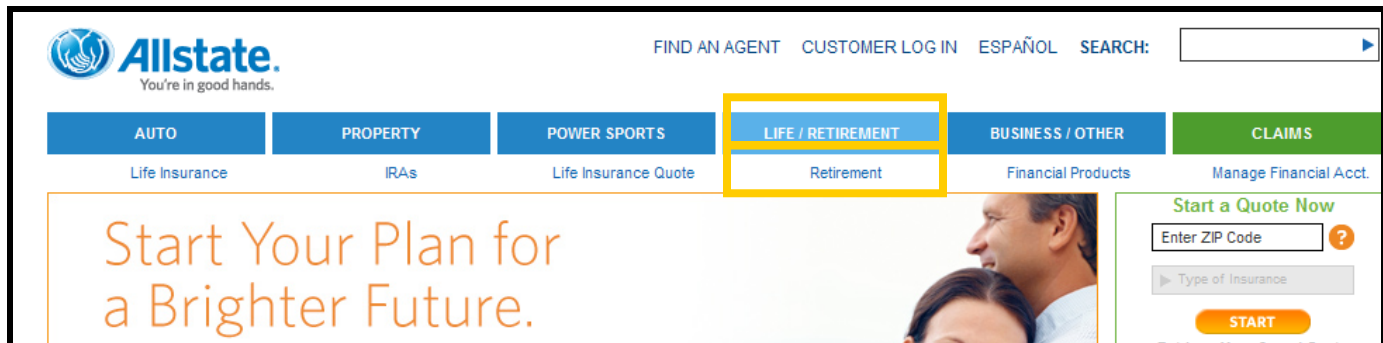 Allstate.
You're in good hands.
FIND AN AGENT CUSTOMER LOG IN ESPAÑOL SEARCH:
AUTO PROPERTY POWER SPORTS LIFE / RETIREMENT BUSINESS / OTHER CLAIMS
Life Insurance IRAs Life Insurance Quote Retirement Financial Products Manage Financial Acct.
Start Your Plan for
a Brighter Future.
Start a Quote Now
Enter ZIP Code ?
Type of Insurance
START